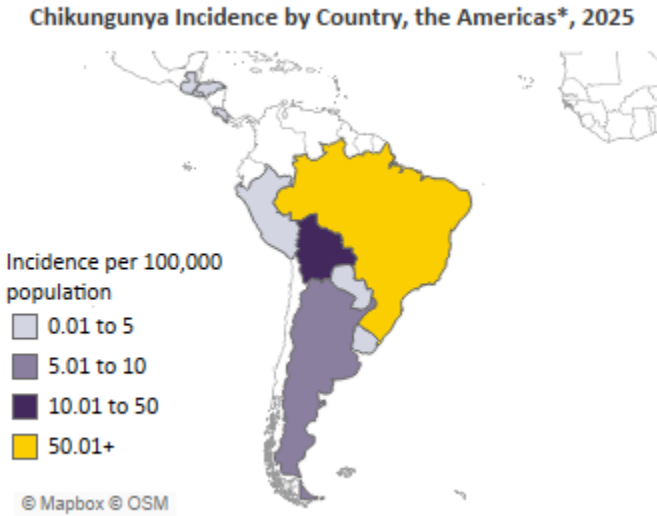 Chikungunya Incidence by Country, the Americas*, 2025
Incidence per 100,000
population
0.01 to 5
5.01 to 10
10.01 to 50
50.01+
© Mapbox © OSM